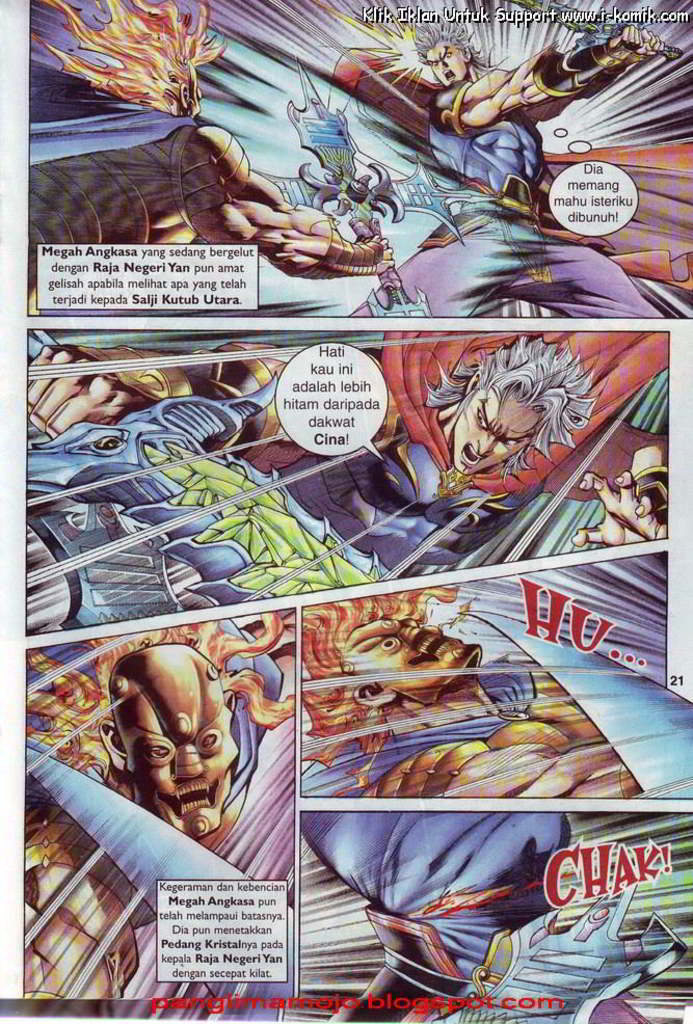 Klik Iklan Untuk Support www.i-komik.com
Dia
memang
mahu isteriku
dibunuh!
Megah Angkasa yang sedang bergelut
dengan Raja Negeri Yan pun amat
gelisah apabila melihat apa yang telah
terjadi kepada Salji Kutub Utara.
Hati
kau ini
adalah lebih
hitam daripada
dakwat
Cina!
HU...
21
Kegeraman dan kebencian
Megah Angkasa pun
telah melampaui batasnya.
Dia pun menetakkan
Pedang Kristalnya pada
kepala Raja Negeri Yan
dengan secepat kilat.
CHAK!
panglimamojo.blogspot.com